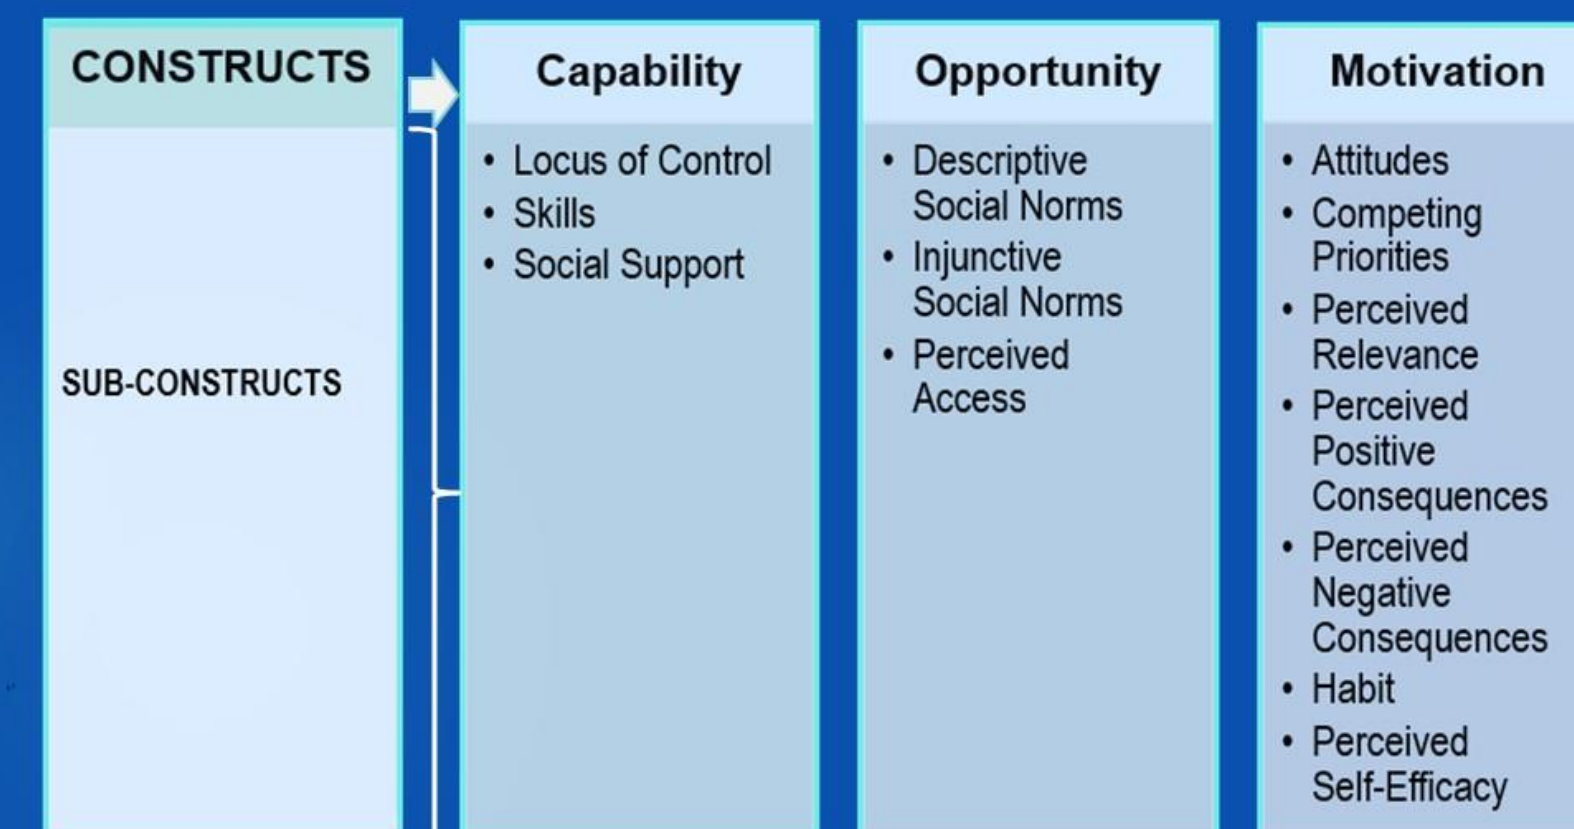 CONSTRUCTS
SUB-CONSTRUCTS
Capability
• Locus of Control
• Skills
• Social Support
Opportunity
• Descriptive
Social Norms
• Injunctive
Social Norms
• Perceived
Access
Motivation
• Attitudes
• Competing
Priorities
• Perceived
Relevance
• Perceived
Positive
Consequences
• Perceived
Negative
Consequences
• Habit
• Perceived
Self-Efficacy